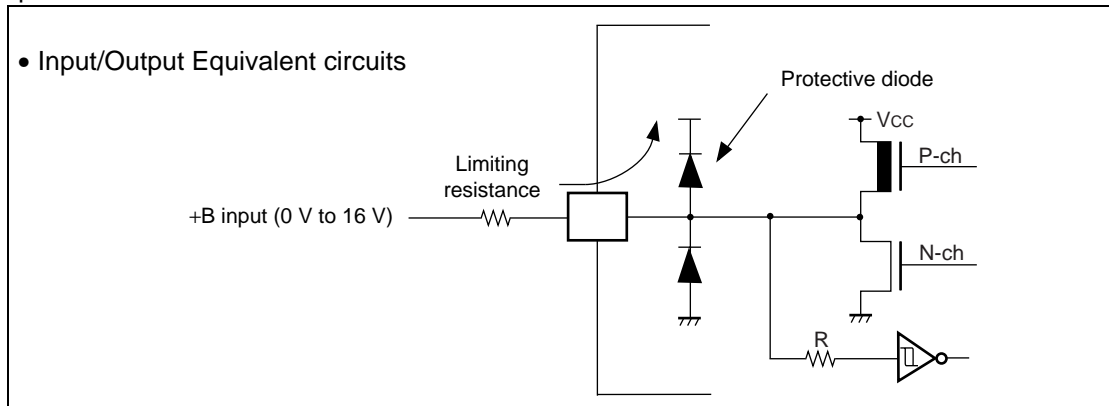 • Input/Output Equivalent circuits
Protective diode
VCC
P-ch
Limiting
resistance
+B input (0 V to 16 V)
N-ch
R